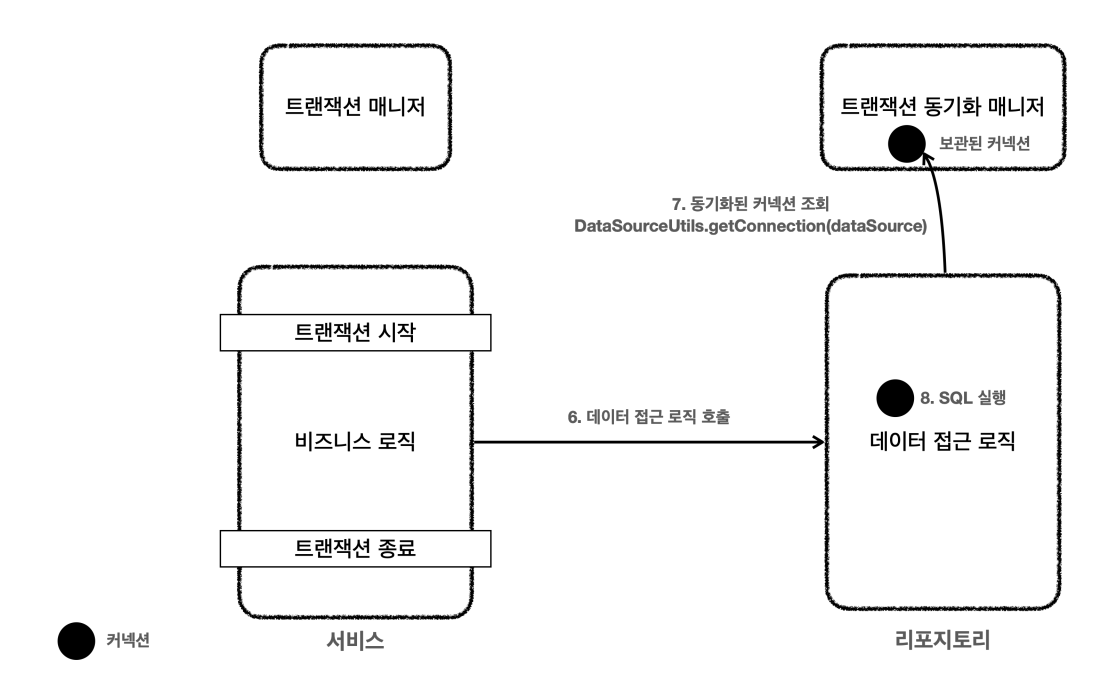 트랜잭션 매니저
트랜잭션 동기화 매니저
보관된 커넥션
7. 동기화된 커넥션 조회
DataSourceUtils.getConnection(dataSource)
트랜잭션 시작
8. SQL 실행
6. 데이터 접근 로직 호출
비즈니스 로직
데이터 접근 로직
트랜잭션 종료
커넥션
서비스
리포지토리